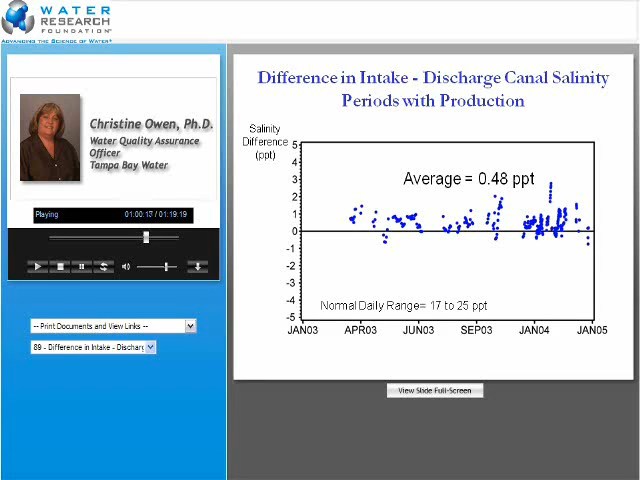 WATER
RESEARCH
FOUNDATION®
ADVANCING THE SCIENCE OF WATER®
Christine Owen, Ph.D.
Water Quality Assurance
Officer
Tampa Bay Water
Playing 01:00:17 / 01:19:19
-- Print Documents and View Links --
89 - Difference in Intake - Discharg
Difference in Intake - Discharge Canal Salinity
Periods with Production
Salinity
Difference
(ppt)
5
4
3
2
1
0
-1
-2
-3
-4
-5
Average = 0.48 ppt
Normal Daily Range= 17 to 25 ppt
JAN03 APR03 JUN03 SEP03 JAN04 JAN05
View Slide Full-Screen